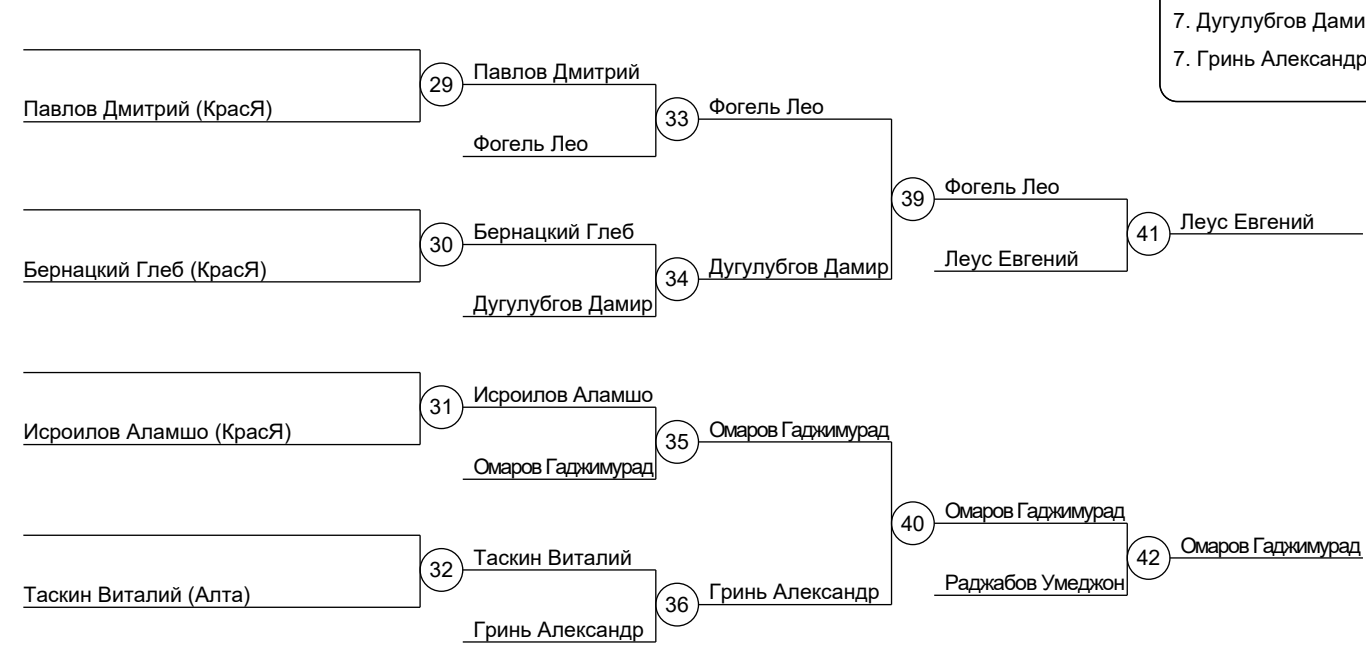 7. Дугулубгов Дами
7. Гринь Александр
29
Павлов Дмитрий
Павлов Дмитрий (КрасЯ)
33
Фогель Лео
Фогель Лео
39
Фогель Лео
30
Бернацкий Глеб
41
Леус Евгений
Бернацкий Глеб (КрасЯ)
34
Дугулубгов Дамир
Леус Евгений
Дугулубгов Дамир
31
Исроилов Аламшо
Исроилов Аламшо (КрасЯ)
35
Омаров Гаджимурад
Омаров Гаджимурад
40
Омаров Гаджимурад
32
Таскин Виталий
42
Омаров Гаджимурад
Таскин Виталий (Алта)
36
Гринь Александр
Раджабов Умеджон
Гринь Александр